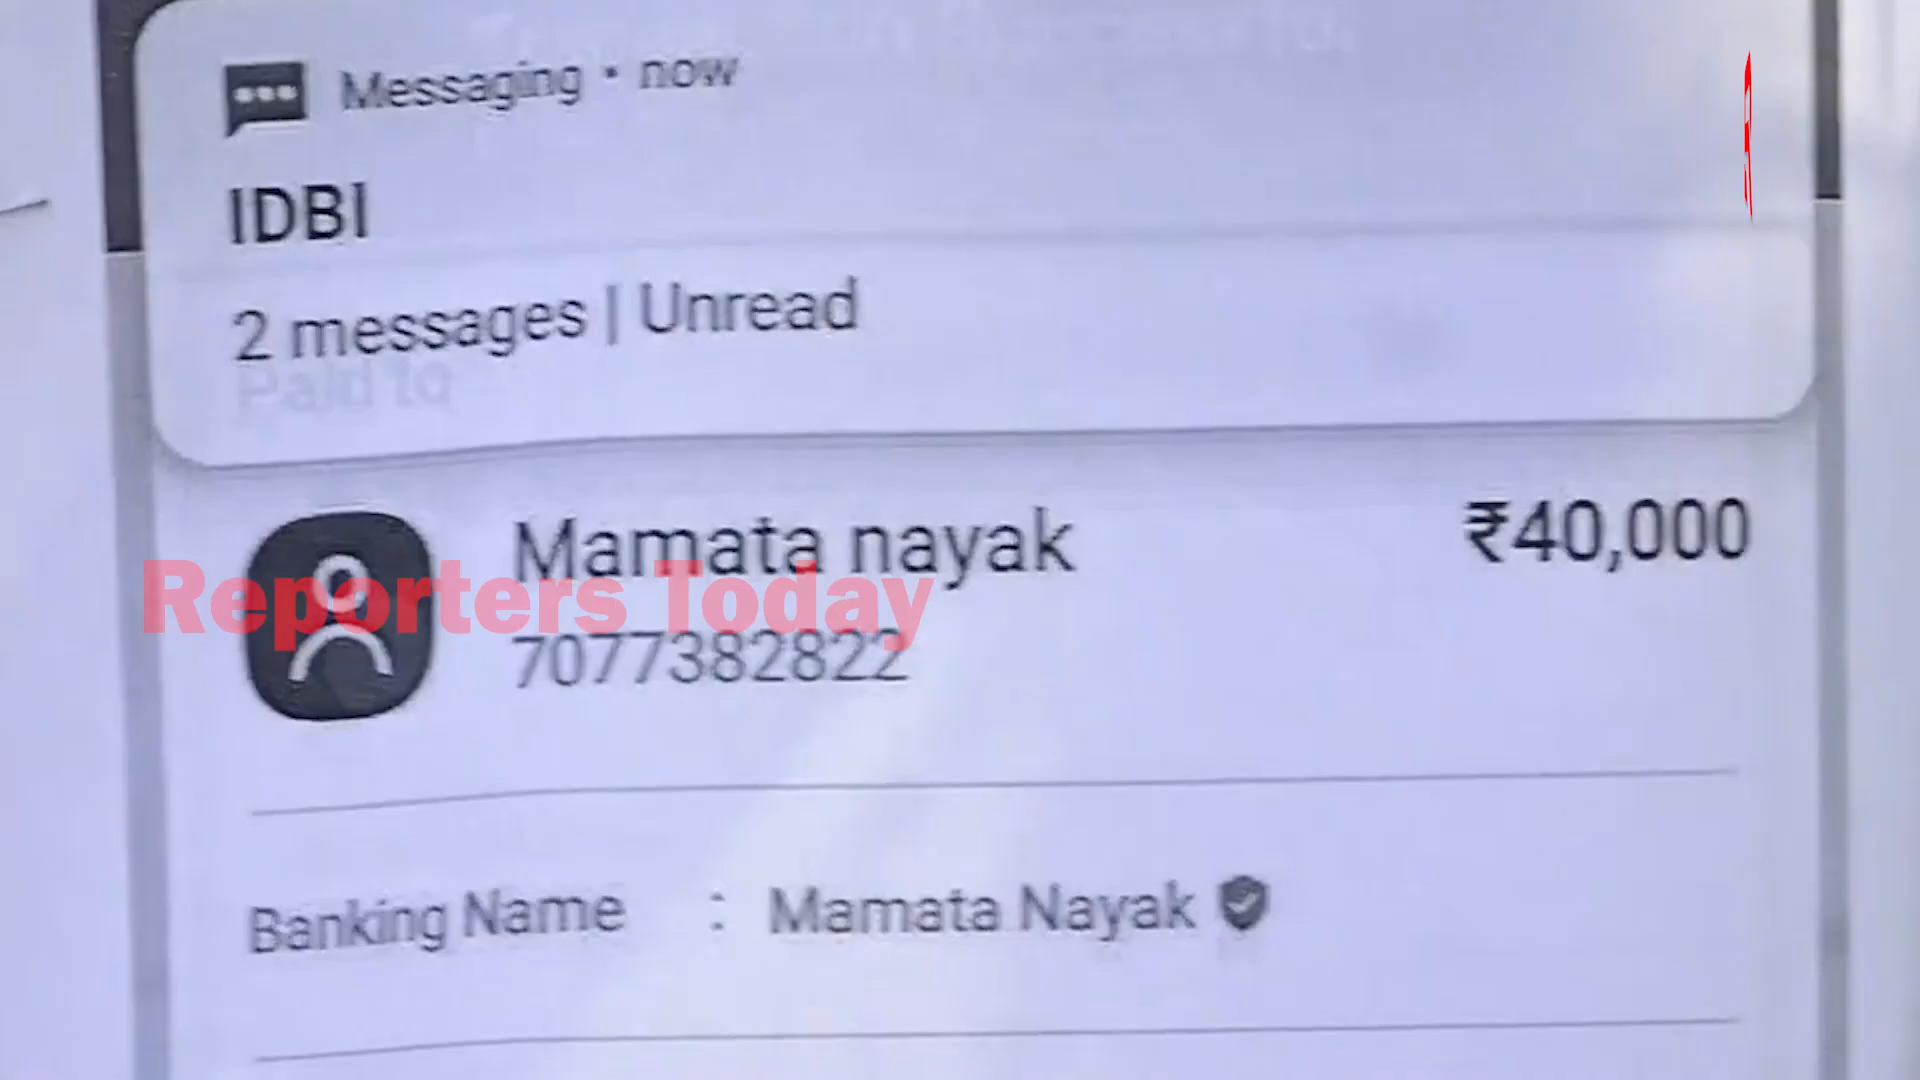 Messaging • now
IDBI
2 messages | Unread
Paid to
Mamata nayak ₹40,000
Reporters Today
7077382822
Banking Name : Mamata Nayak